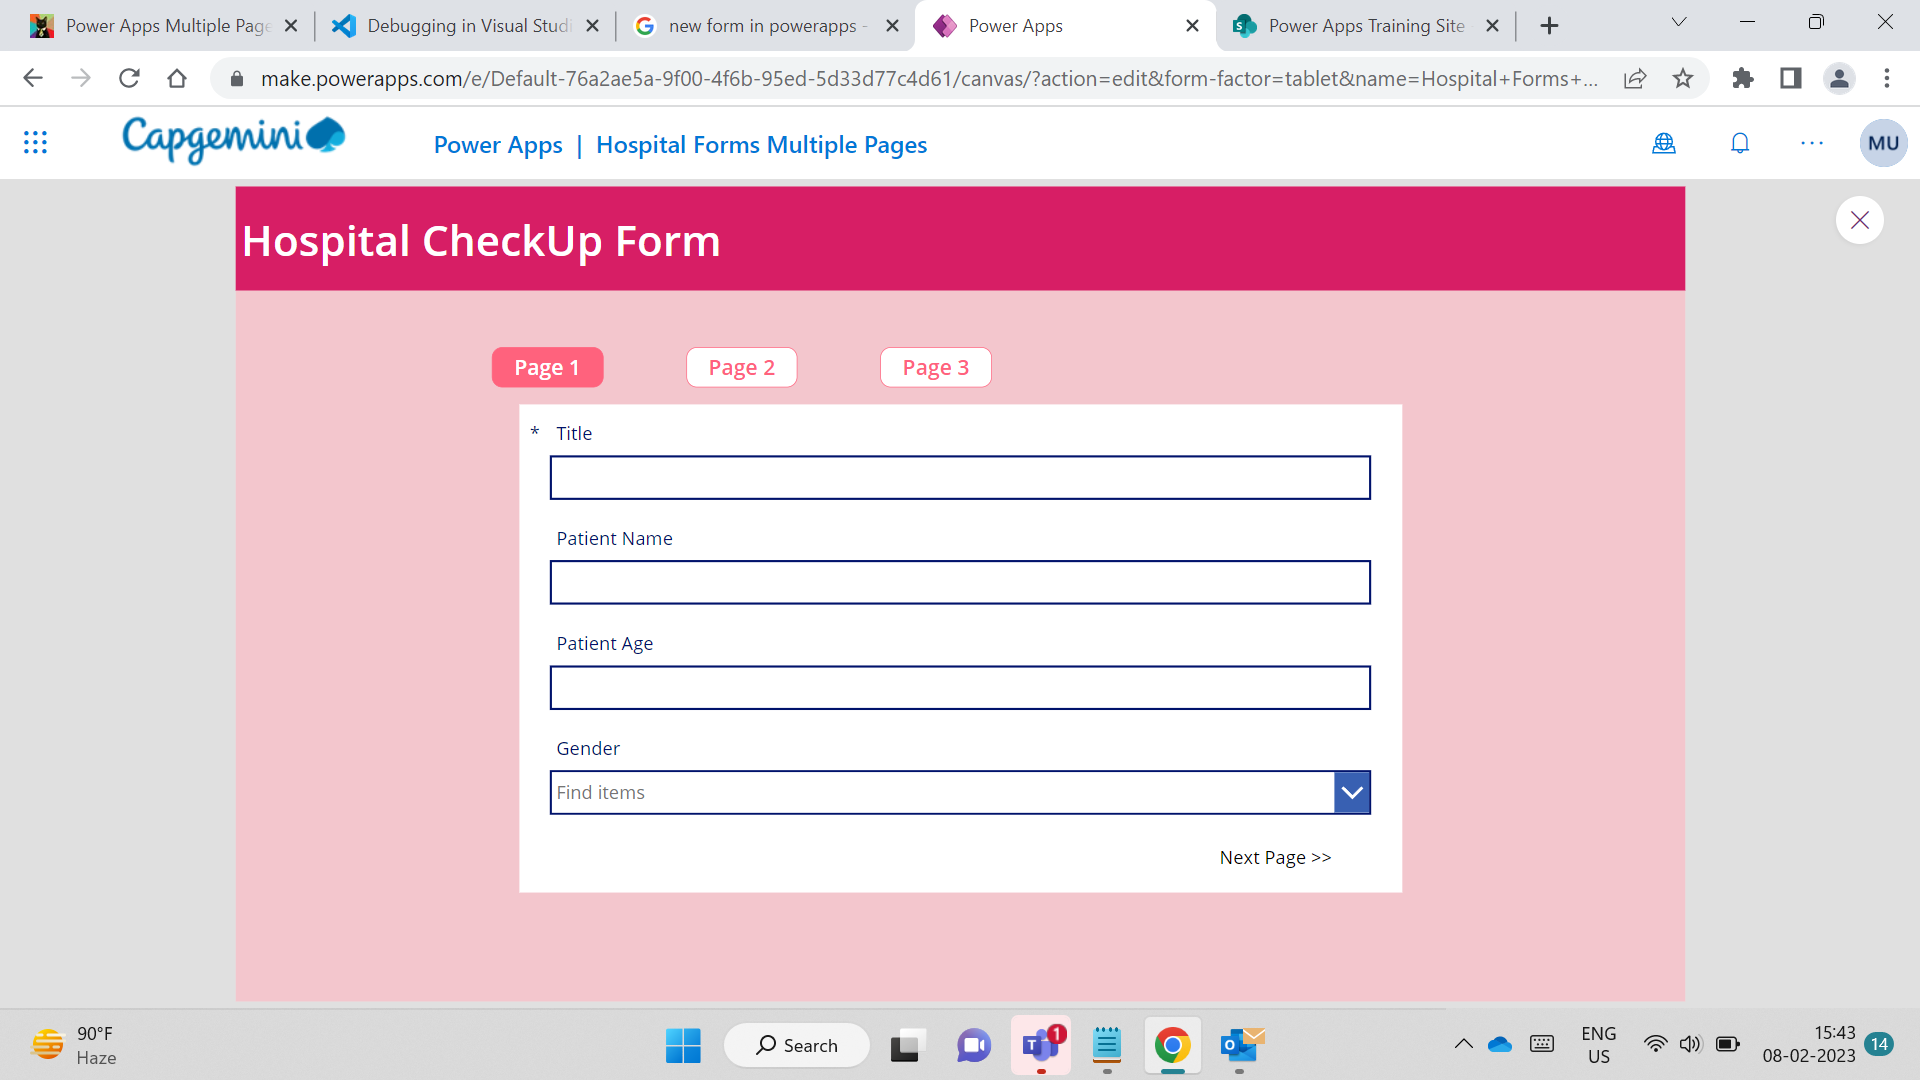 Power Apps Multiple Page
Debugging in Visual Studi
new form in powerapps -
Power Apps
Power Apps Training Site
make.powerapps.com/e/Default-76a2ae5a-9f00-4f6b-95ed-5d33d77c4d61/canvas/?action=edit&form-factor=tablet&name=Hospital+Forms+...
Capgemini
Power Apps | Hospital Forms Multiple Pages
MU
Hospital CheckUp Form
Page 1
Page 2
Page 3
* Title
Patient Name
Patient Age
Gender
Find items
Next Page >>
90°F
Haze
Search
1
ENG
US
15:43
08-02-2023
14